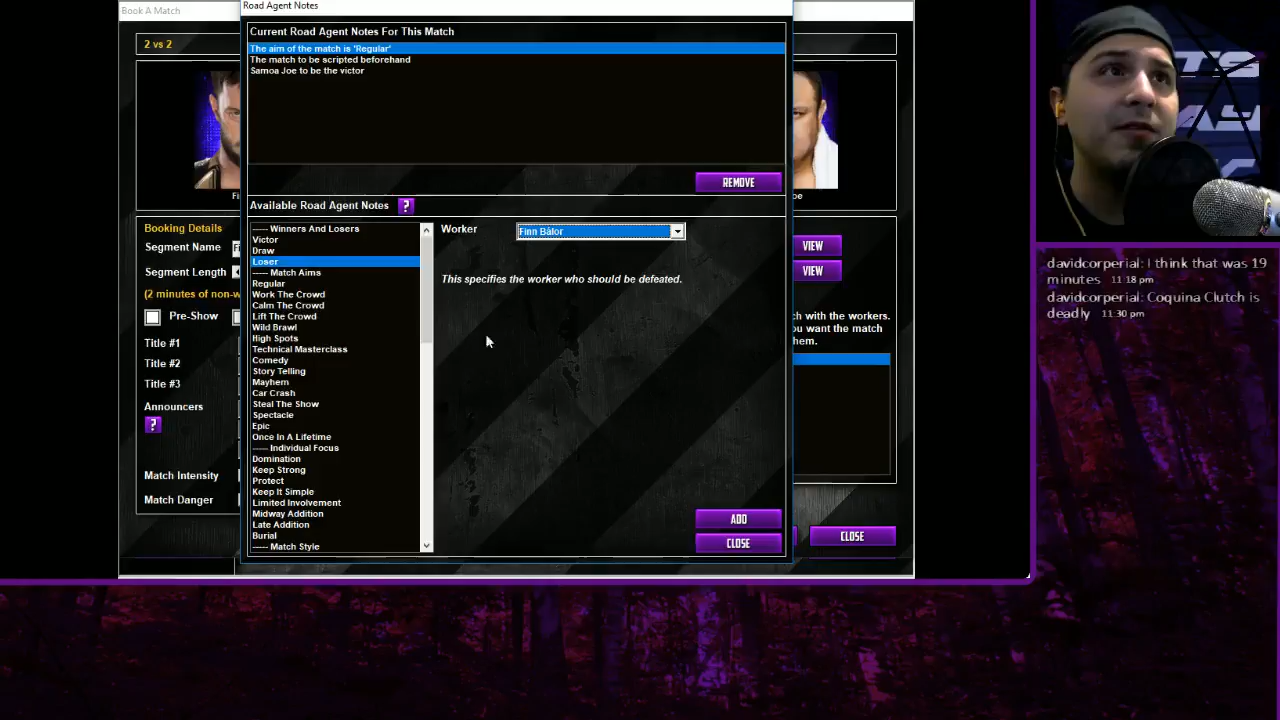 Book A Match
Road Agent Notes
2 vs 2
Current Road Agent Notes For This Match
The aim of the match is 'Regular'
The match to be scripted beforehand
Samoa Joe to be the victor
REMOVE
Available Road Agent Notes ?
----- Winners And Losers
Victor
Draw
Loser
----- Match Aims
Regular
Work The Crowd
Calm The Crowd
Lift The Crowd
Wild Brawl
High Spots
Technical Masterclass
Comedy
Story Telling
Mayhem
Car Crash
Steal The Show
Spectacle
Epic
Once In A Lifetime
----- Individual Focus
Domination
Keep Strong
Protect
Keep It Simple
Limited Involvement
Midway Addition
Late Addition
Burial
----- Match Style
Worker
Finn Bálor
This specifies the worker who should be defeated.
ADD
CLOSE
Booking Details
Segment Name
Segment Length
(2 minutes of non-w
Pre-Show
Title #1
Title #2
Title #3
Announcers
?
Match Intensity
Match Danger
VIEW
VIEW
ch with the workers.
ou want the match
hem.
CLOSE
davidcorperial: I think that was 19
minutes 11:18 pm
davidcorperial: Coquina Clutch is
deadly 11:30 pm